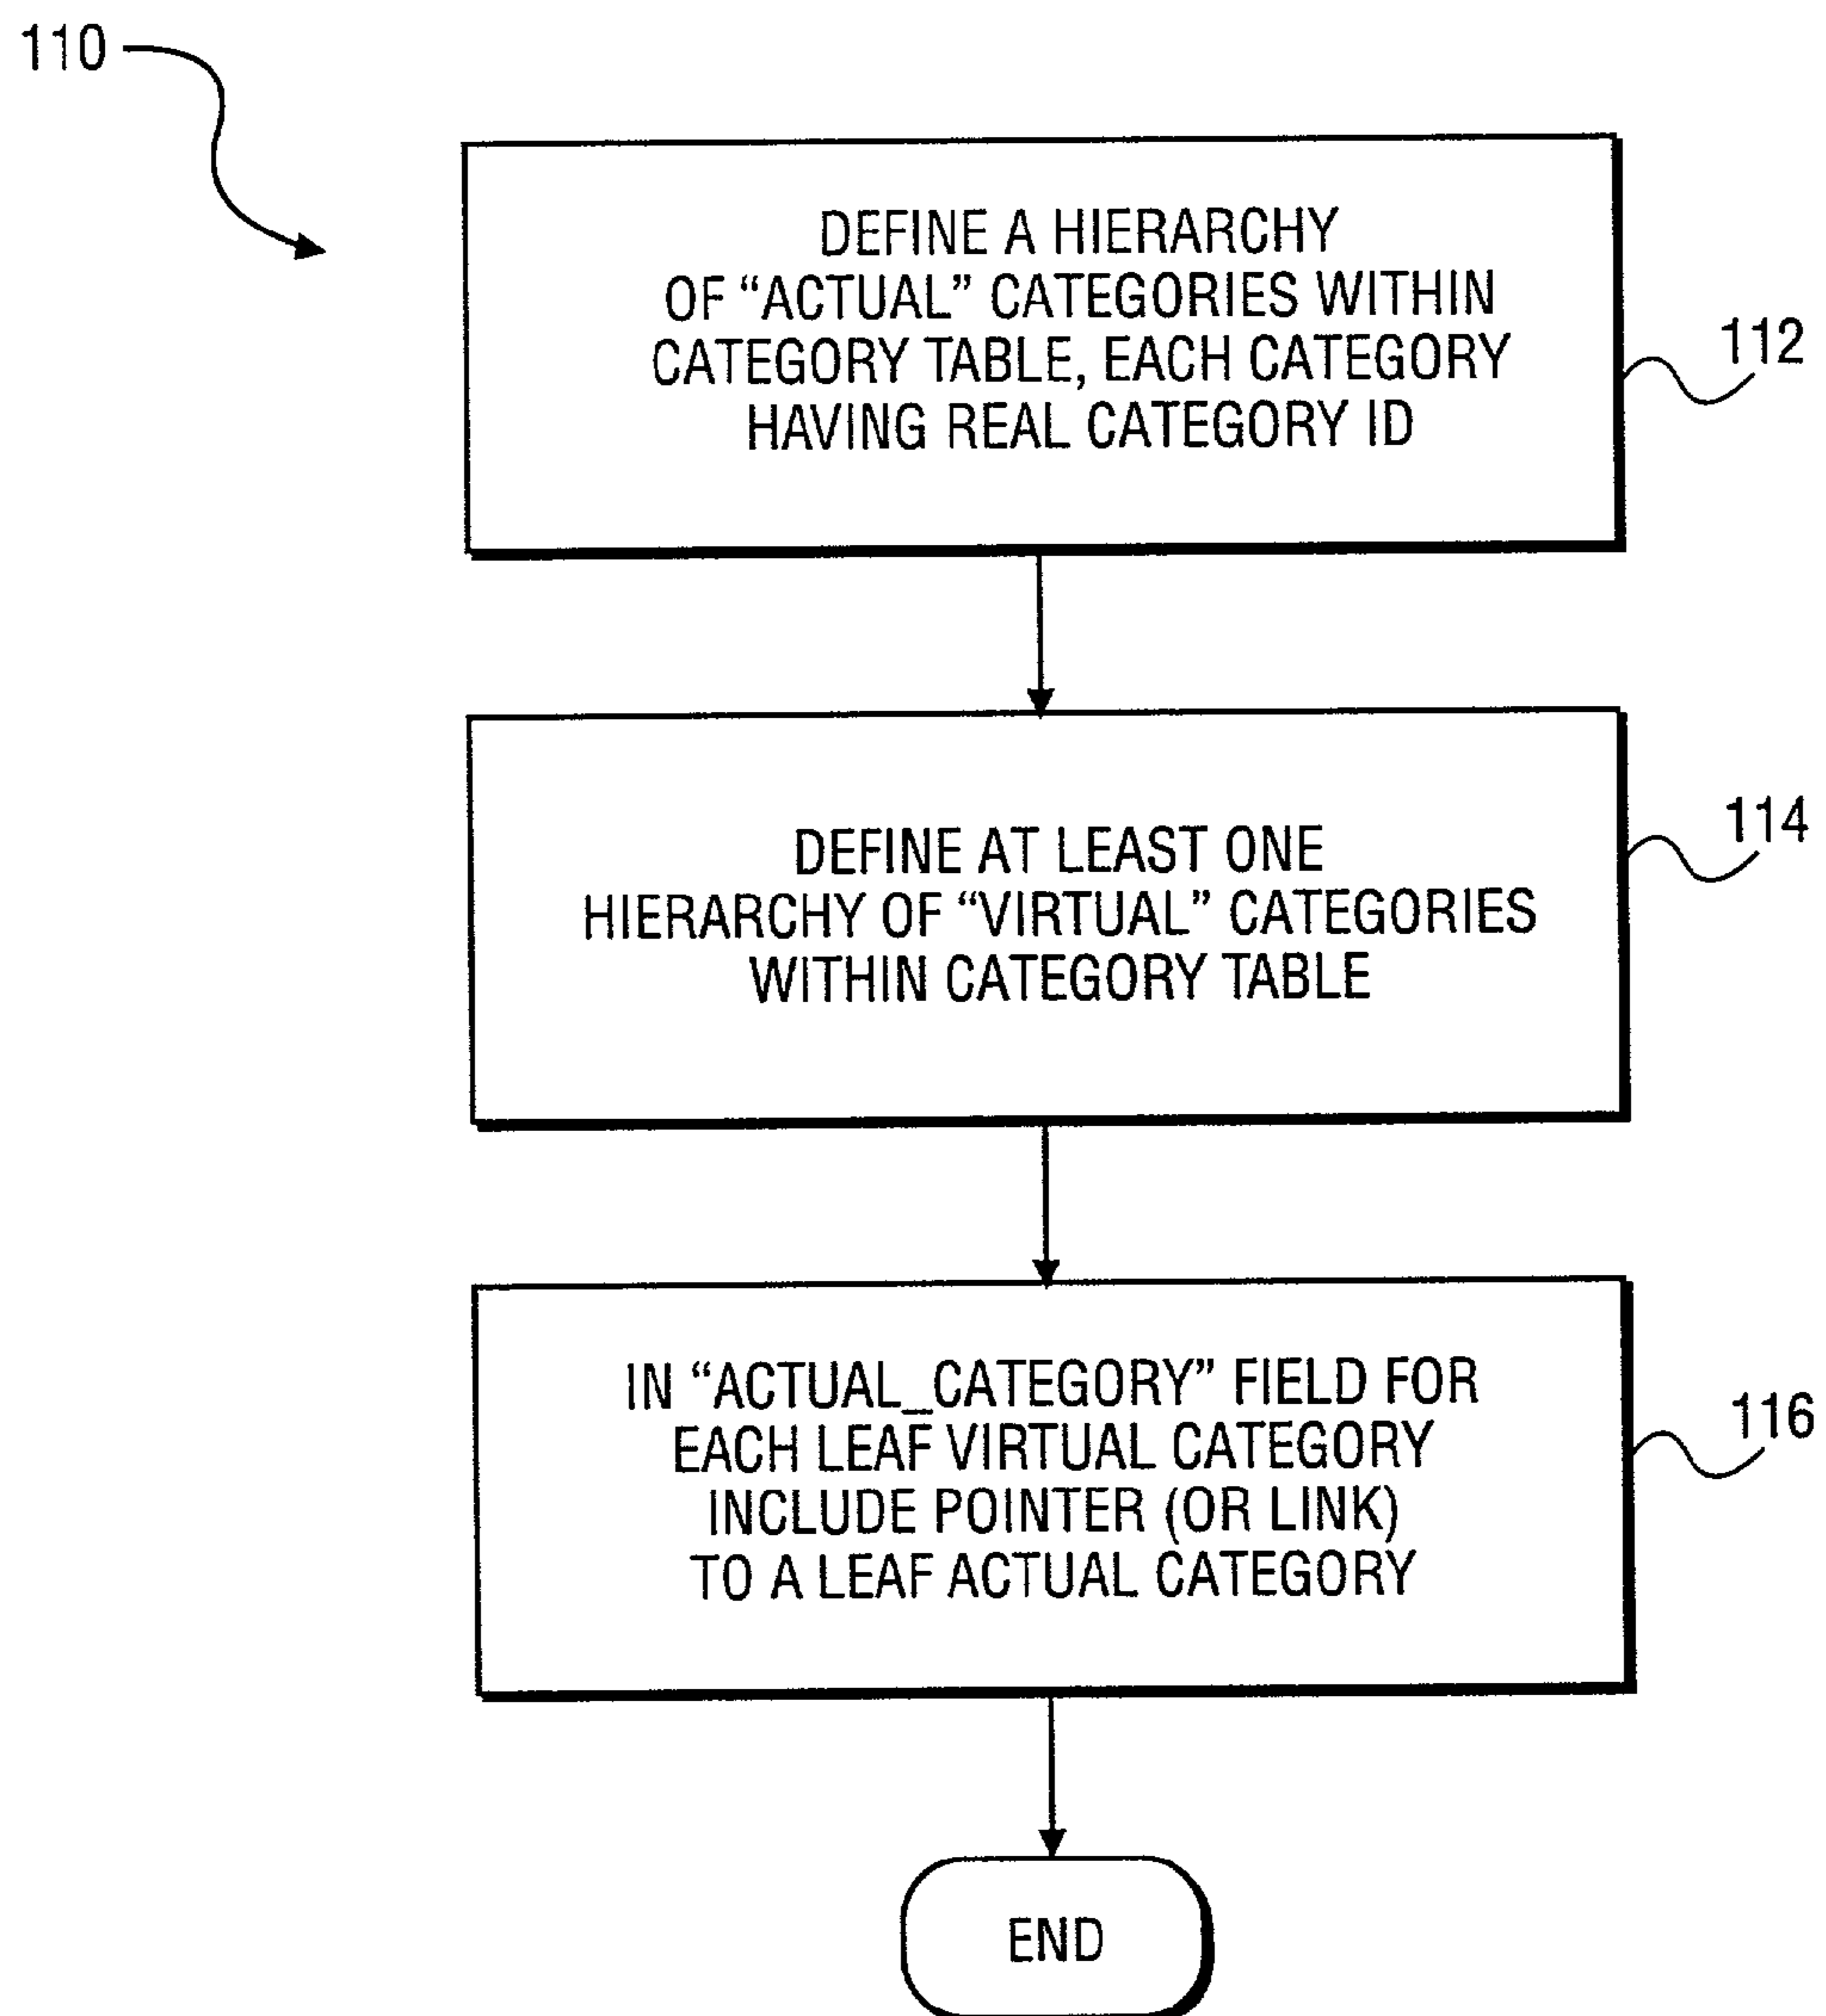 110
DEFINE A HIERARCHY
OF “ACTUAL” CATEGORIES WITHIN
CATEGORY TABLE, EACH CATEGORY
HAVING REAL CATEGORY ID
112
DEFINE AT LEAST ONE
HIERARCHY OF “VIRTUAL” CATEGORIES
WITHIN CATEGORY TABLE
114
IN “ACTUAL_CATEGORY” FIELD FOR
EACH LEAF VIRTUAL CATEGORY
INCLUDE POINTER (OR LINK)
TO A LEAF ACTUAL CATEGORY
116
END